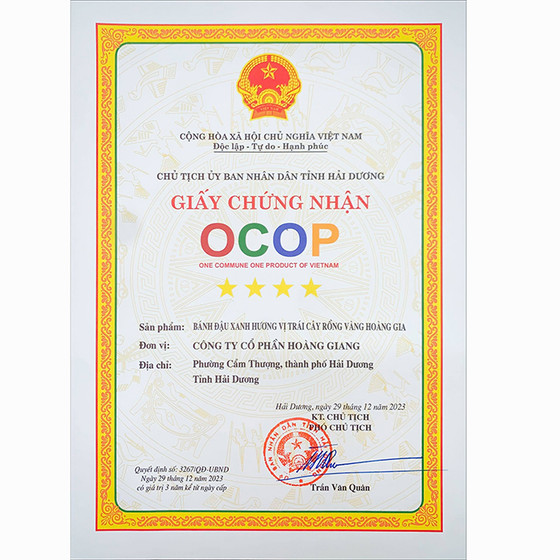 CỘNG HÒA XÃ HỘI CHỦ NGHĨA VIỆT NAM
Độc lập - Tự do - Hạnh phúc
CHỦ TỊCH ỦY BAN NHÂN DÂN TỈNH HẢI DƯƠNG
GIẤY CHỨNG NHẬN
OCOP
ONE COMMUNE ONE PRODUCT OF VIETNAM
Sản phẩm: BÁNH ĐẬU XANH HƯƠNG VỊ TRÁI CÂY RỒNG VÀNG HOÀNG GIA
Đơn vị: CÔNG TY CỔ PHẦN HOÀNG GIANG
Địa chỉ: Phường Cẩm Thượng, thành phố Hải Dương
Tỉnh Hải Dương
Hải Dương, ngày 29 tháng 12 năm 2023
KT. CHỦ TỊCH
PHÓ CHỦ TỊCH
Quyết định số: 3267/QĐ-UBND
Ngày 29 tháng 12 năm 2023
có giá trị 3 năm kể từ ngày cấp
Trần Văn Quân